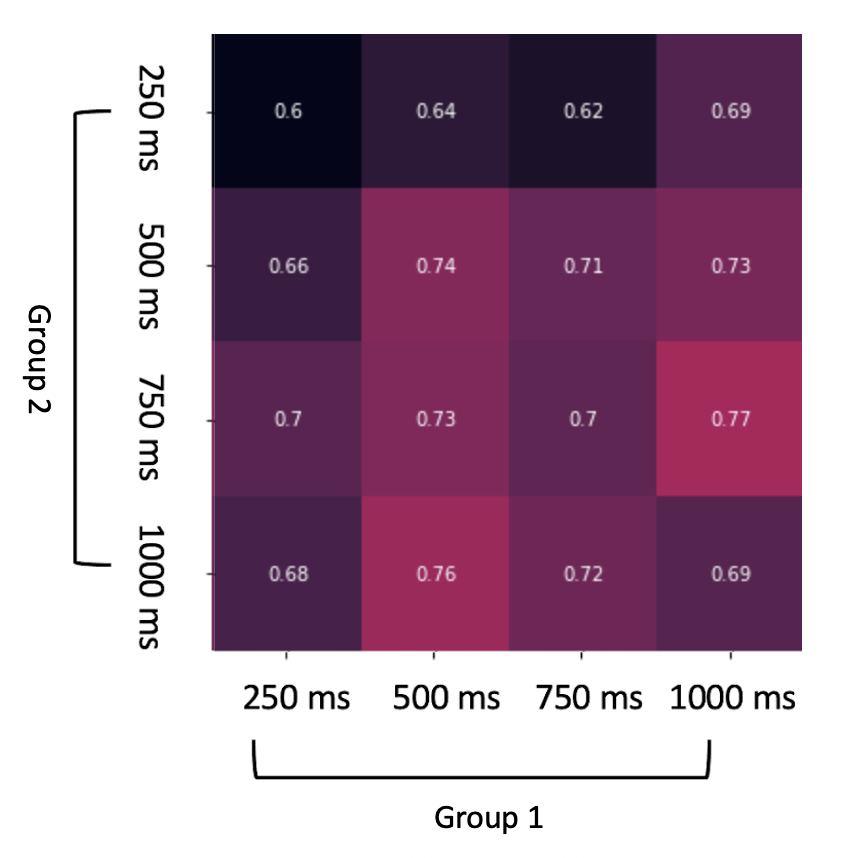 250 ms 0.6 0.64 0.62 0.69
500 ms 0.66 0.74 0.71 0.73
750 ms 0.7 0.73 0.7 0.77
1000 ms 0.68 0.76 0.72 0.69
Group 2
250 ms 500 ms 750 ms 1000 ms
Group 1